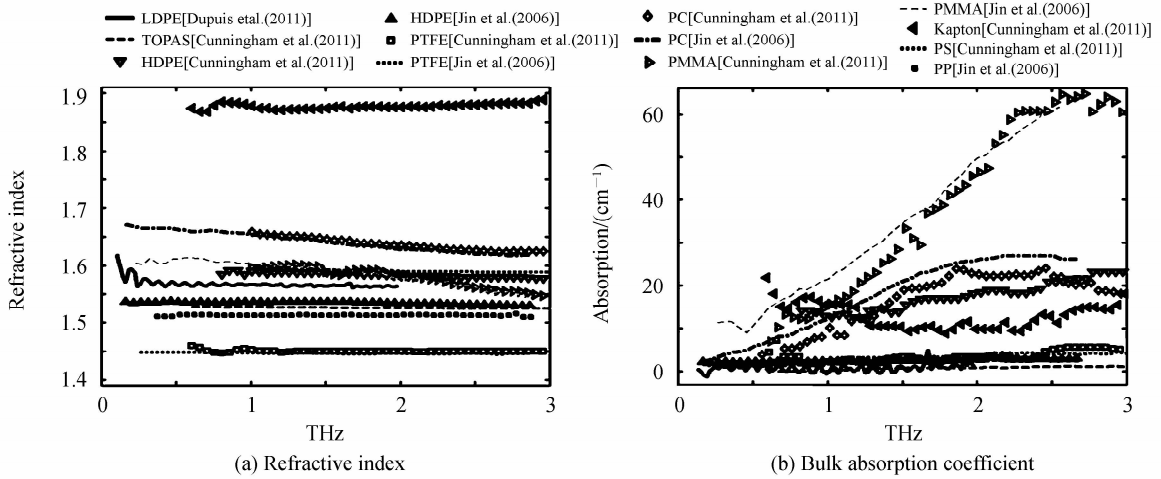 LDPE[Dupuis etal.(2011)]
TOPAS[Cunningham et al.(2011)]
HDPE[Cunningham et al.(2011)]
HDPE[Jin et al.(2006)]
PTFE[Cunningham et al.(2011)]
PTFE[Jin et al.(2006)]
PC[Cunningham et al.(2011)]
PC[Jin et al.(2006)]
PMMA[Cunningham et al.(2011)]
PMMA[Jin et al.(2006)]
Kapton[Cunningham et al.(2011)]
PS[Cunningham et al.(2011)]
PP[Jin et al.(2006)]
Refractive index
1.9
1.8
1.7
1.6
1.5
1.4
0 1 2 3
THz
(a) Refractive index
Absorption/(cm⁻¹)
60
40
20
0
0 1 2 3
THz
(b) Bulk absorption coefficient